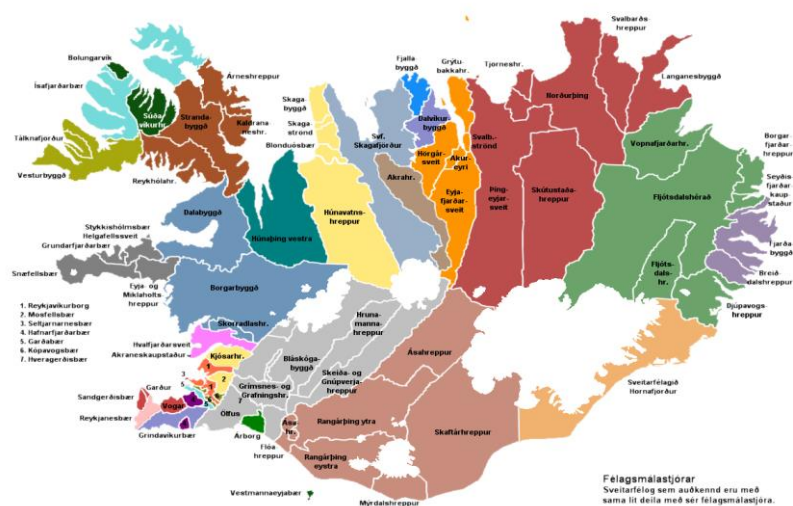 Svalbarðs-
hreppur
Bolungarvík
Fjalla
byggð
Grýtu-
bakkahr.
Tjorneshr.
Langanesbyggð
Ísafjarðarbær
Árneshreppur
Norðurþing
Súða
víkurhr.
Stranda-
byggð
Kaldrana-
neshr.
Skaga-
byggð
Skaga-
strönd
Blonduósbær
Svf.
Skagafjörður
Dalvíkur-
byggð
Hörgár-
sveit
Akur-
eyri
Svalb.
strönd
Vopnafjarðarhr.
Borgar-
fjarðar-
hreppur
Tálknafjörður
Vesturbyggð
Reykhólahr.
Akrahr.
Eyja-
fjarðar-
sveit
Þing-
eyjar-
sveit
Skútustaða-
hreppur
Fljótsdalshérað
Seyðis-
fjarðar
kaup-
staður
Dalabyggð
Húnaþing vestra
Húnavatns-
hreppur
Fjarða-
byggð
Stykkishólmsbær
Helgafellssveit
Grundarfjarðarbær
Snæfellsbær
Eyja- og
Miklaholts
hreppur
Borgarbyggð
Fljóts-
dals-
hr.
Breið-
dalshreppur
Djúpavogs-
hreppur
1. Reykjavíkurborg
2. Mosfellsbær
3. Seltjarnarnesbær
4. Hafnarfjarðarbær
5. Garðabær
6. Kópavogsbær
7. Hveragerðisbær
Skorradlashr.
Hvalfjarðarsveit
Akraneskaupstaður
Kjósarhr.
Hruna-
manna-
hreppur
Bláskóga-
byggð
Skeiða- og
Gnúpverja-
hreppur
Ásahreppur
Sveitarfélagið
Hornafjörður
Garður
Sandgerðisbær
Vogar
Reykjanesbær
Grindavíkurbær
Grímsnes- og
Grafningshr.
Ölfus
Árborg
Flóa
hreppur
Ása
hr.
Rangárþing ytra
Rangárþing
eystra
Skaftárhreppur
Mýrdalshreppur
Vestmannaeyjabær
Félagsmálastjórar
Sveitarfélog sem auðkennd eru með
sama lit deila með sér félagsmálastjóra.